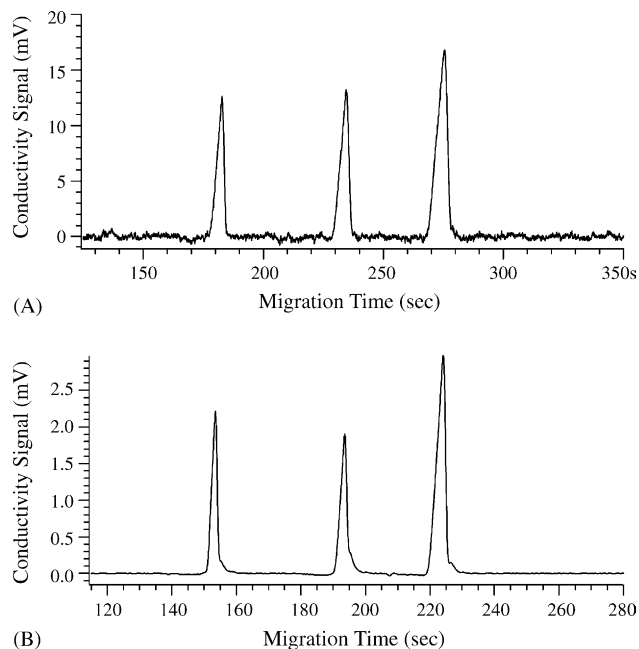 20
15
10
5
0
Conductivity Signal (mV)
150 200 250 300 350s
Migration Time (sec)
(A)
2.5
2.0
1.5
1.0
0.5
0.0
Conductivity Signal (mV)
120 140 160 180 200 220 240 260 280
Migration Time (sec)
(B)